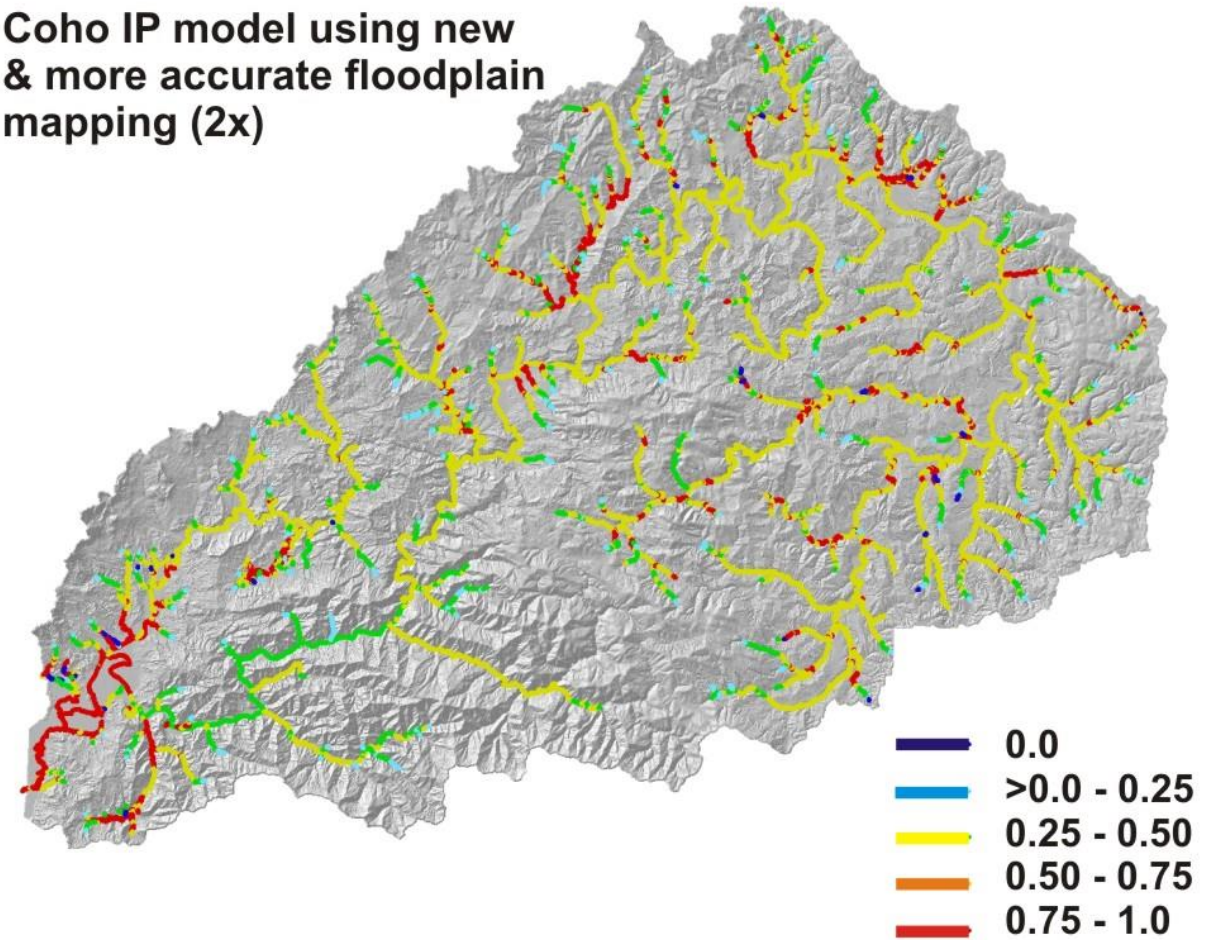 Coho IP model using new
& more accurate floodplain
mapping (2x)
0.0
>0.0 - 0.25
0.25 - 0.50
0.50 - 0.75
0.75 - 1.0